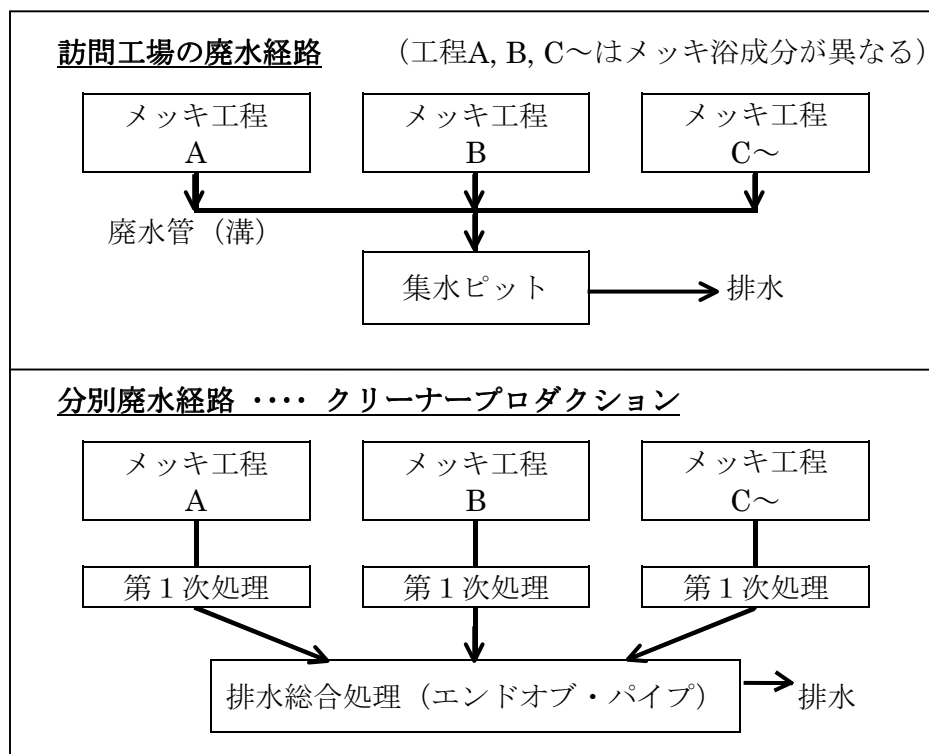 訪問工場の廃水経路 （工程A, B, C～はメッキ浴成分が異なる）
メッキ工程
A
メッキ工程
B
メッキ工程
C～
廃水管（溝）
集水ピット
排水
分別廃水経路 ‥‥ クリーナープロダクション
メッキ工程
A
メッキ工程
B
メッキ工程
C～
第１次処理
第１次処理
第１次処理
排水総合処理（エンドオブ・パイプ）
排水